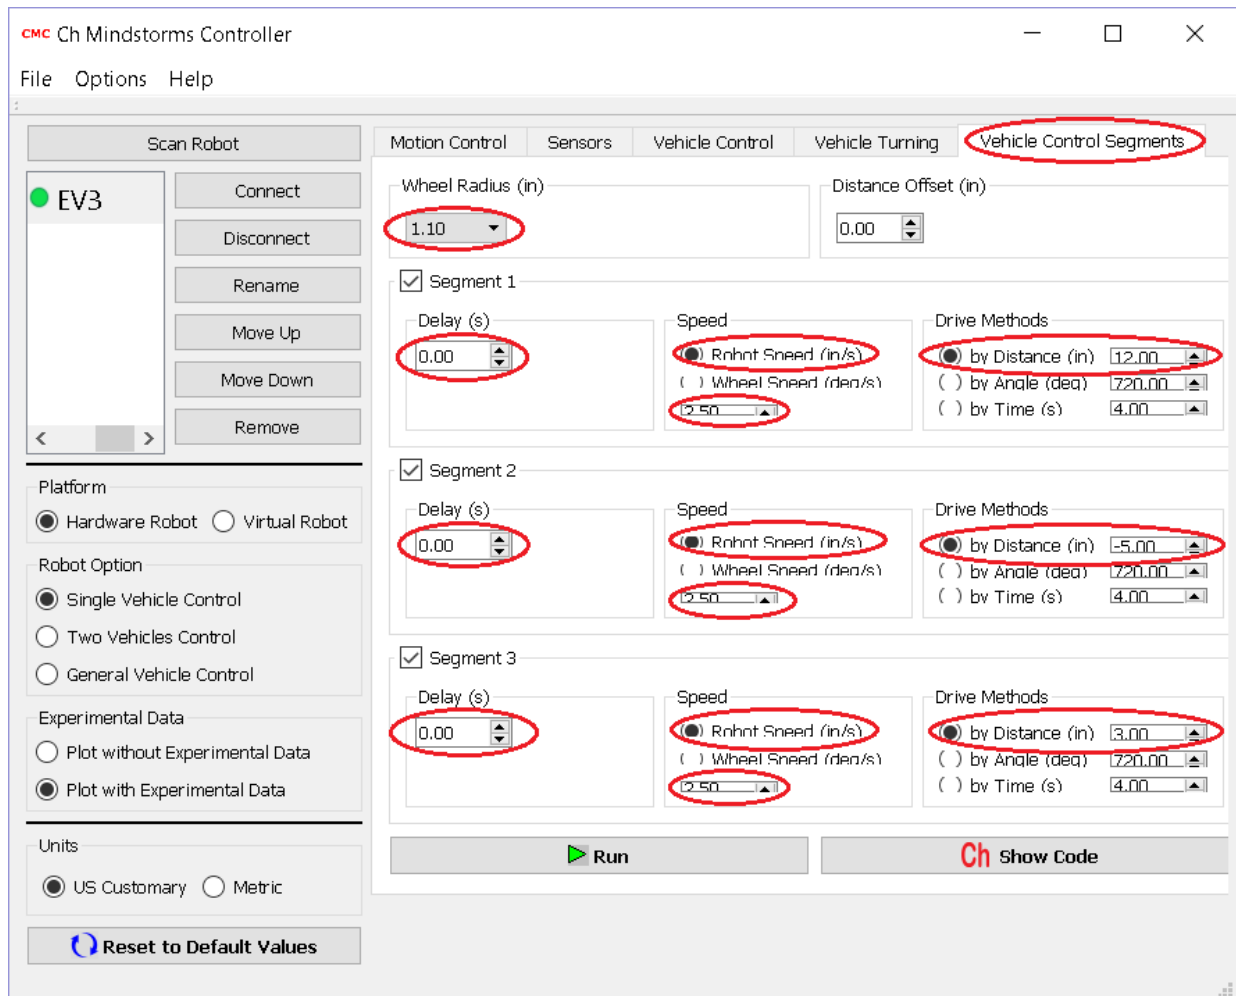 CMC Ch Mindstorms Controller
File Options Help
Scan Robot
EV3
Connect
Disconnect
Rename
Move Up
Move Down
Remove
Platform
Hardware Robot Virtual Robot
Robot Option
Single Vehicle Control
Two Vehicles Control
General Vehicle Control
Experimental Data
Plot without Experimental Data
Plot with Experimental Data
Units
US Customary Metric
Reset to Default Values
Motion Control Sensors Vehicle Control Vehicle Turning Vehicle Control Segments
Wheel Radius (in) Distance Offset (in)
1.10 0.00
Segment 1
Delay (s) Speed Drive Methods
0.00 Robot Speed (in/s) by Distance (in) 12.00
Wheel Speed (deg/s) by Angle (deg) 720.00
2.50 by Time (s) 4.00
Segment 2
Delay (s) Speed Drive Methods
0.00 Robot Speed (in/s) by Distance (in) -5.00
Wheel Speed (deg/s) by Angle (deg) 720.00
2.50 by Time (s) 4.00
Segment 3
Delay (s) Speed Drive Methods
0.00 Robot Speed (in/s) by Distance (in) 3.00
Wheel Speed (deg/s) by Angle (deg) 720.00
2.50 by Time (s) 4.00
Run Ch Show Code